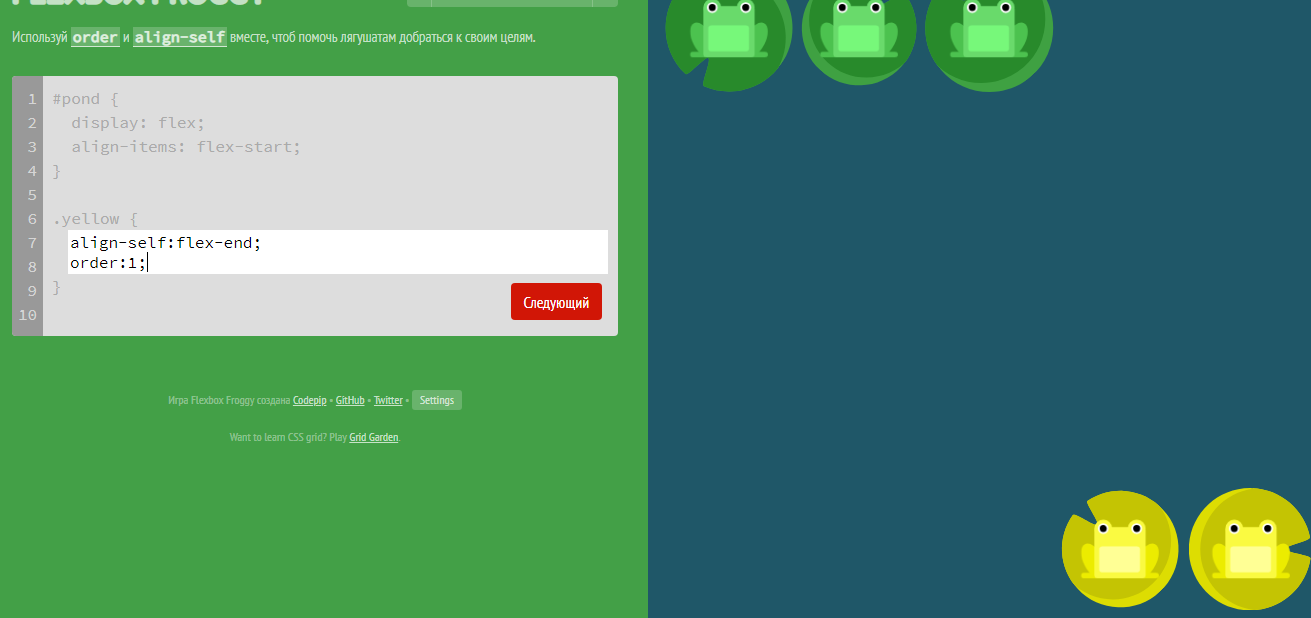 FLEXBOX FROGGY
Используй order и align-self вместе, чтоб помочь лягушатам добраться к своим целям.
1 #pond {
2 display: flex;
3 align-items: flex-start;
4 }
5
6 .yellow {
7 align-self:flex-end;
8 order:1;
9 }
10
Следующий
Игра Flexbox Froggy создана Codepip • GitHub • Twitter • Settings
Want to learn CSS grid? Play Grid Garden.